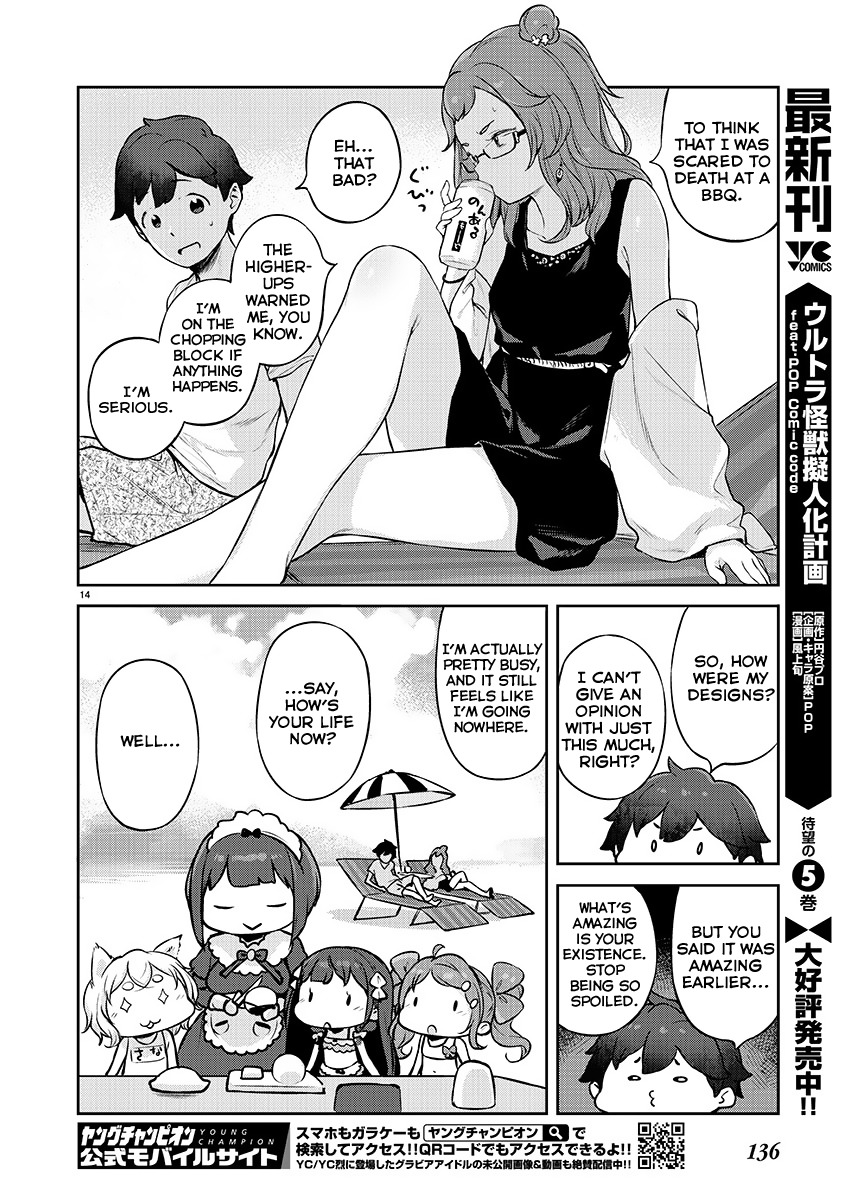 TO THINK
THAT I WAS
SCARED TO
DEATH AT A
BBQ.
EH...
THAT
BAD?
ぐびっ
のんある
THE
HIGHER-
UPS
WARNED
ME, YOU
KNOW.
I'M
ON THE
CHOPPING
BLOCK IF
ANYTHING
HAPPENS.
I'M
SERIOUS.
14
SO, HOW
WERE MY
DESIGNS?
I CAN'T
GIVE AN
OPINION
WITH JUST
THIS MUCH,
RIGHT?
BUT YOU
SAID IT WAS
AMAZING
EARLIER...
WHAT'S
AMAZING
IS YOUR
EXISTENCE.
STOP
BEING SO
SPOILED.
I'M ACTUALLY
PRETTY BUSY,
AND IT STILL
FEELS LIKE
I'M GOING
NOWHERE.
...SAY,
HOW'S
YOUR LIFE
NOW?
WELL...
さな
最新刊
YC
COMICS
ウルトラ怪獣擬人化計画
feat.POP Comic code
[原作]円谷プロ
[企画・キャラ原案]POP
[漫画]風上旬
待望の5巻
大好評発売中!!
ヤングチャンピオン
YOUNG
CHAMPION
公式モバイルサイト
スマホもガラケーも ヤングチャンピオン で
検索してアクセス!!QRコードでもアクセスできるよ!!
YC/YC烈に登場したグラビアアイドルの未公開画像&動画も絶賛配信中!!
136